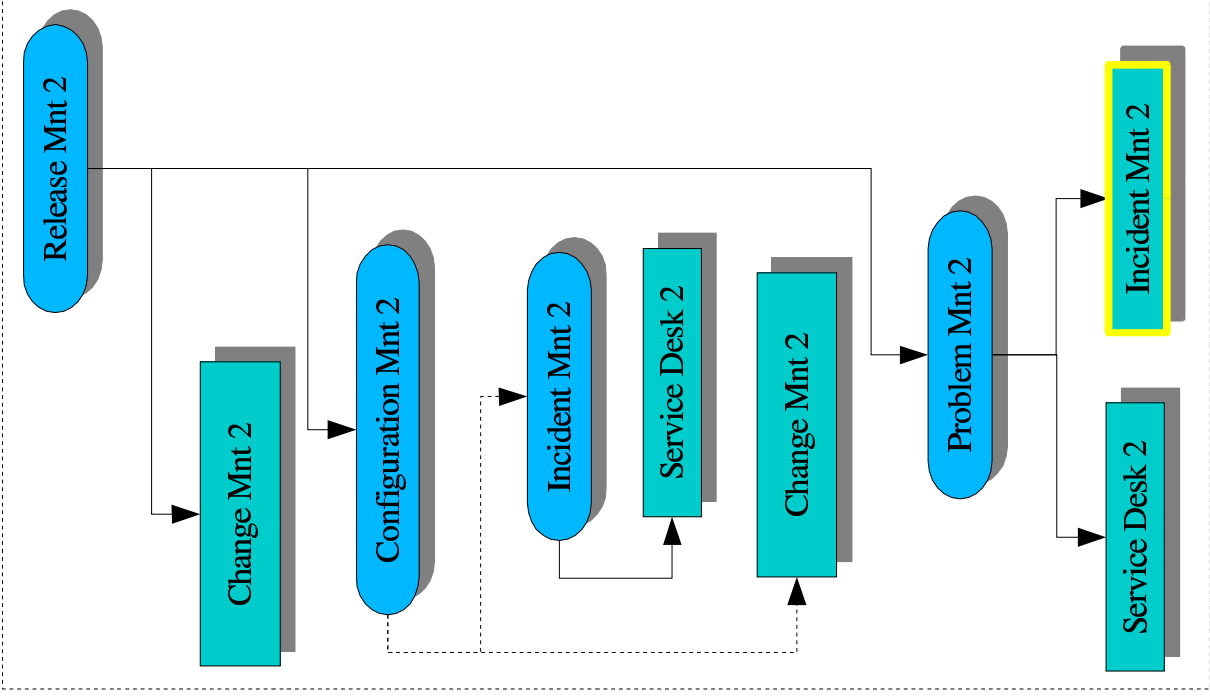 Release Mnt 2
Change Mnt 2
Configuration Mnt 2
Incident Mnt 2
Service Desk 2
Change Mnt 2
Problem Mnt 2
Incident Mnt 2
Service Desk 2